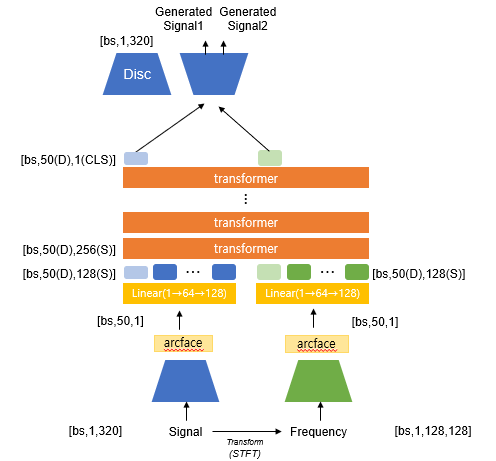 Generated Generated
Signal1 Signal2
[bs,1,320]
Disc
[bs,50(D),1(CLS)]
transformer
...
transformer
[bs,50(D),256(S)] transformer
[bs,50(D),128(S)] ... ... [bs,50(D),128(S)]
Linear(1→64→128) Linear(1→64→128)
[bs,50,1] [bs,50,1]
arcface arcface
[bs,1,320] Signal Frequency [bs,1,128,128]
Transform
(STFT)